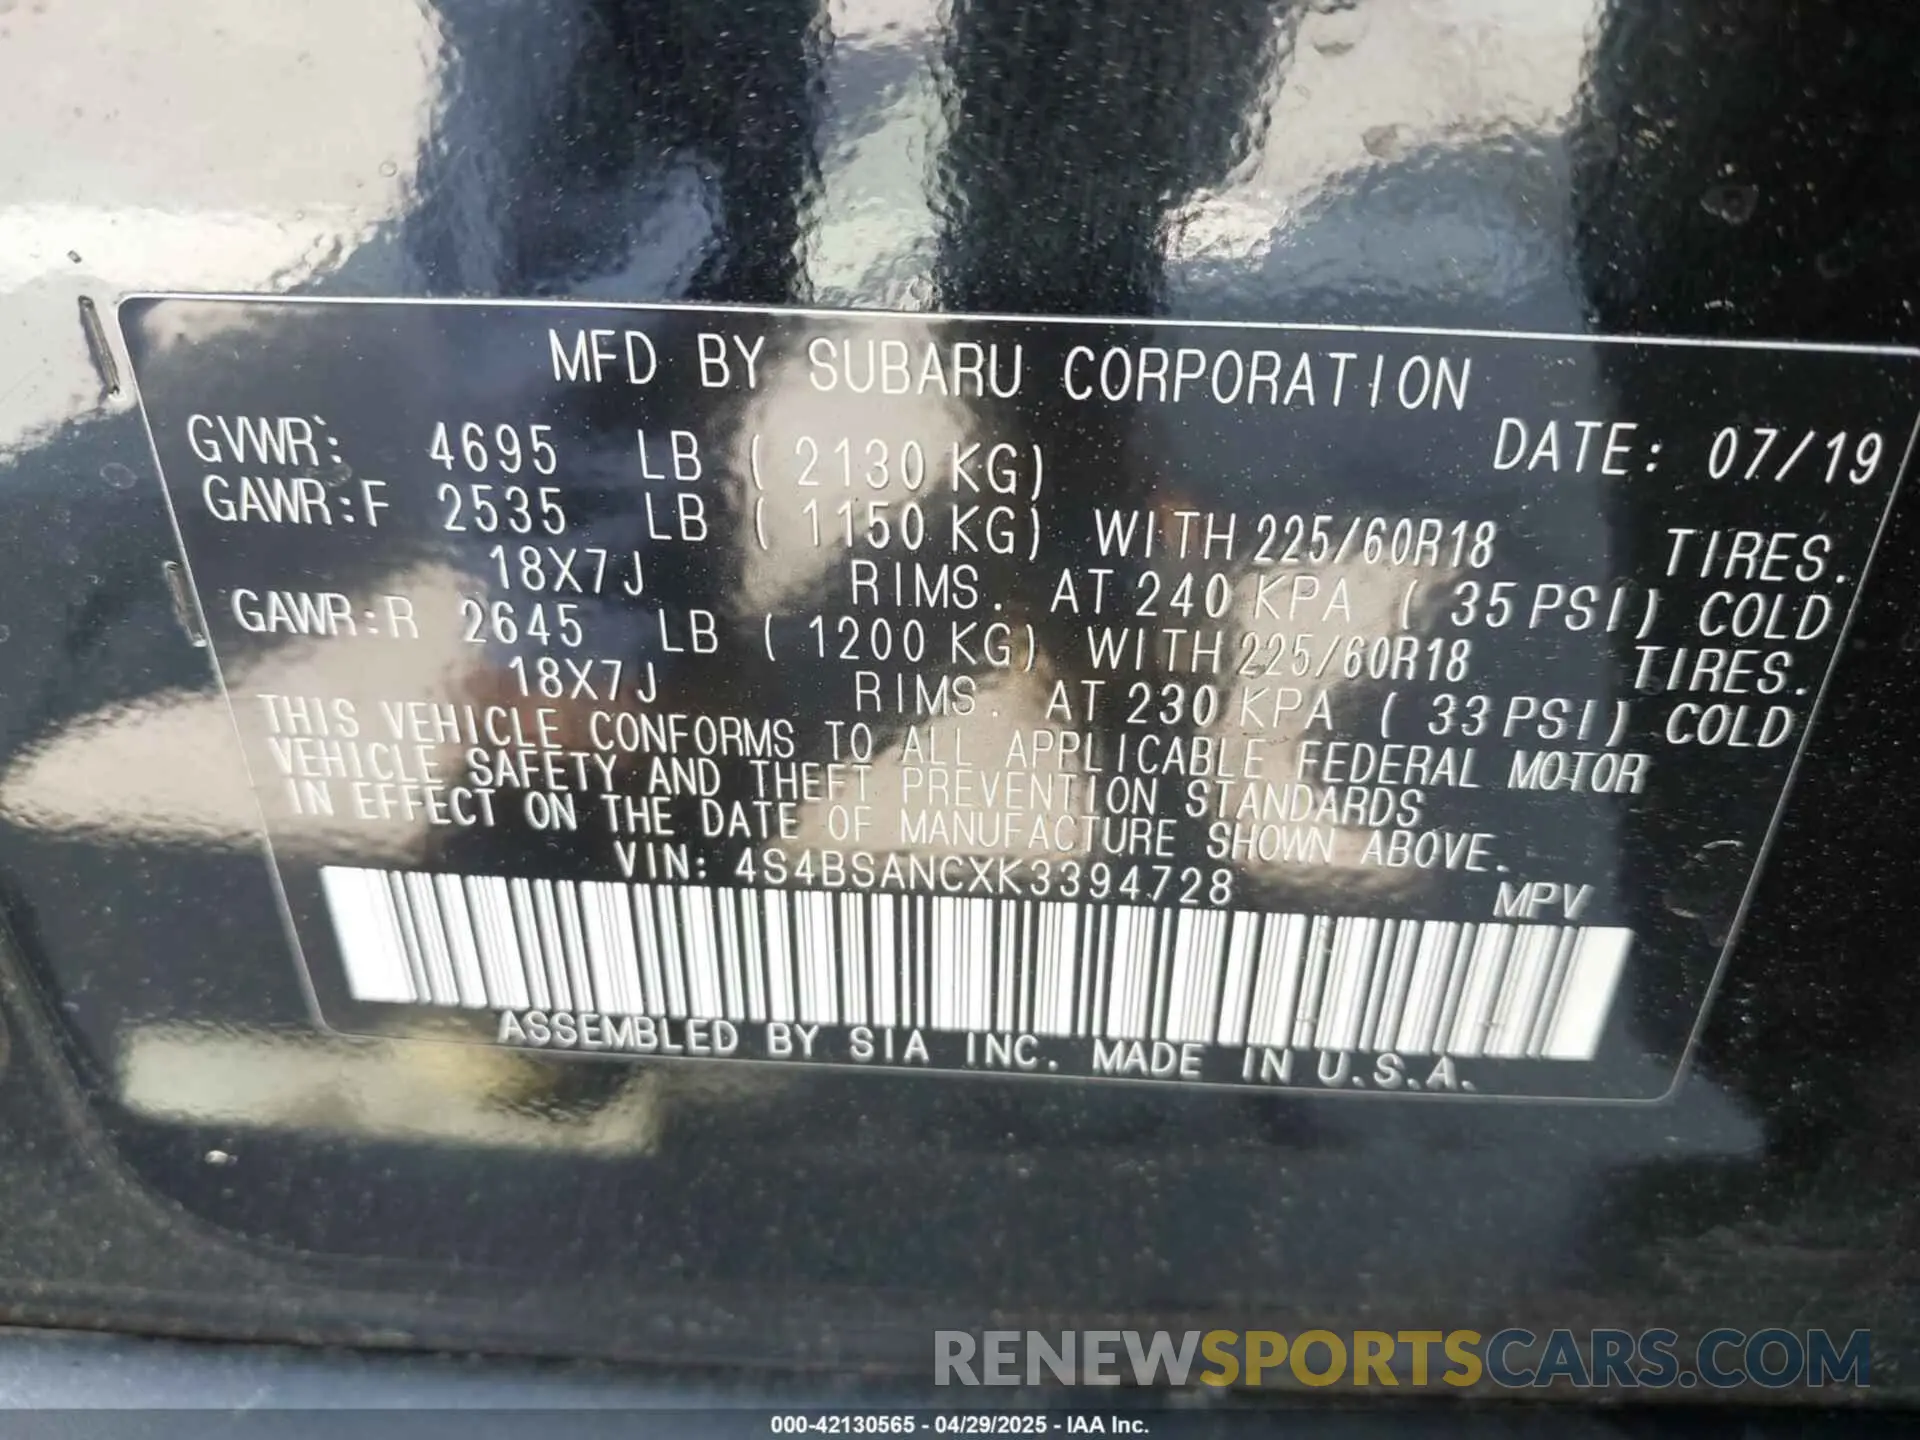 MFD BY SUBARU CORPORATION
GVWR: 4695 LB ( 2130 KG) DATE: 07/19
GAWR:F 2535 LB ( 1150 KG) WITH 225/60R18 TIRES.
18X7J RIMS. AT 240 KPA ( 35 PSI) COLD
GAWR:R 2645 LB ( 1200 KG) WITH 225/60R18 TIRES.
18X7J RIMS. AT 230 KPA ( 33 PSI) COLD
THIS VEHICLE CONFORMS TO ALL APPLICABLE FEDERAL MOTOR
VEHICLE SAFETY AND THEFT PREVENTION STANDARDS
IN EFFECT ON THE DATE OF MANUFACTURE SHOWN ABOVE.
VIN: 4S4BSANCXK3394728 MPV
ASSEMBLED BY SIA INC. MADE IN U.S.A.
RENEWSPORTSCARS.COM
000-42130565 - 04/29/2025 - IAA Inc.